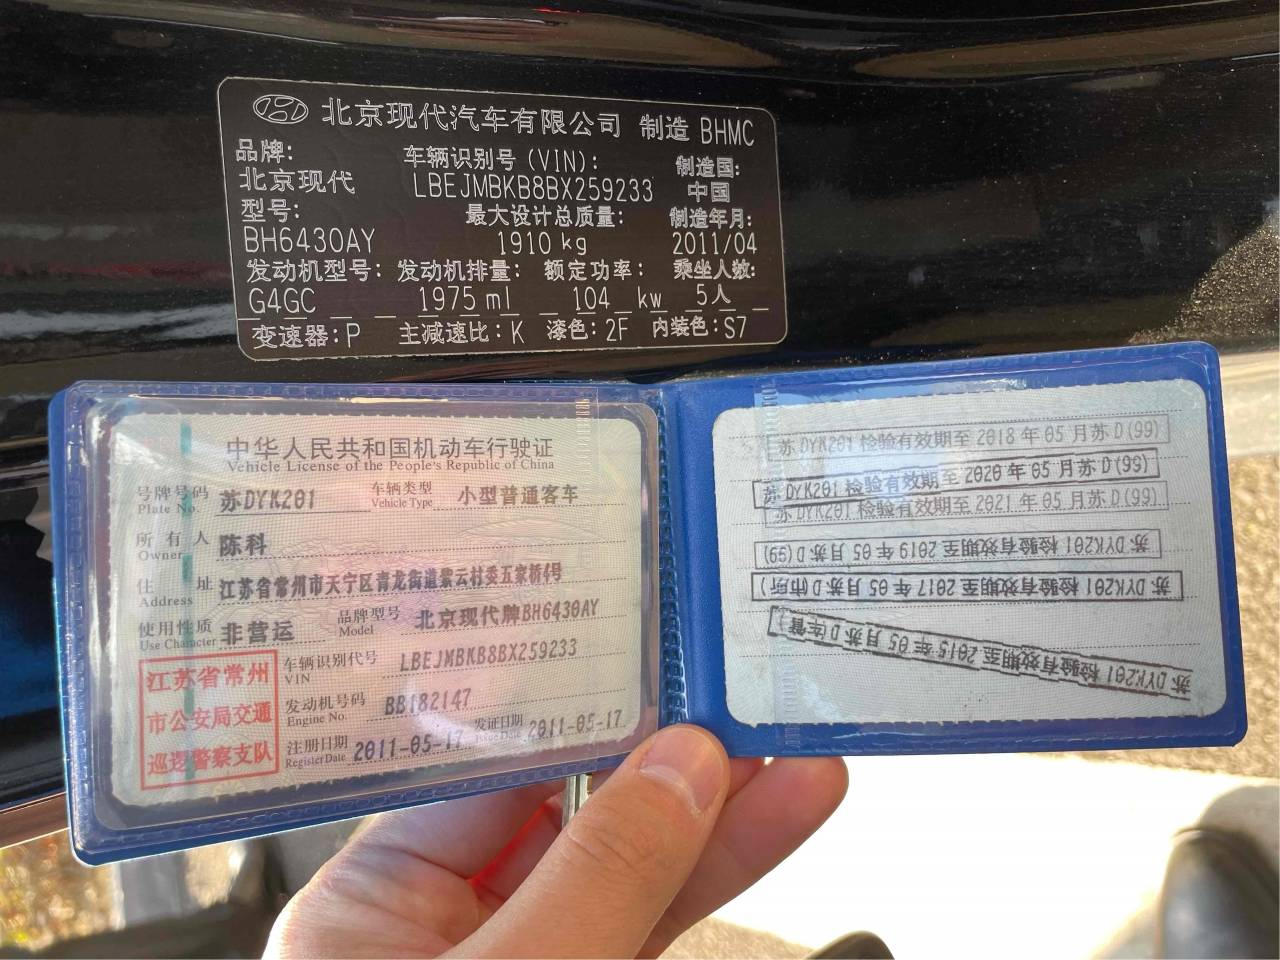 北京现代汽车有限公司 制造 BHMC
品牌: 车辆识别号 (VIN): 制造国:
北京现代 LBEJMBKB8BX259233 中国
型号: 最大设计总质量: 制造年月:
BH6430AY 1910 kg 2011/04
发动机型号: 发动机排量: 额定功率: 乘坐人数:
G4GC 1975 ml 104 kw 5人
变速器:P 主减速比:K 漆色:2F 内装色:S7
中华人民共和国机动车行驶证
Vehicle License of the People's Republic of China
号牌号码 苏DYK201 车辆类型 小型普通客车
Plate No. Vehicle Type
所有人 陈科
Owner
住址 江苏省常州市天宁区青龙街道紫云村委五家桥4号
Address
使用性质 非营运 品牌型号 北京现代牌BH6430AY
Use Character Model
江苏省常州
市公安局交通
巡逻警察支队
车辆识别代号 LBEJMBKB8BX259233
VIN
发动机号码 BB182147
Engine No.
注册日期 2011-05-17 发证日期 2011-05-17
Register Date Issue Date
苏DYK201 检验有效期至 2018 年 05 月苏D(99)
苏DYK201 检验有效期至 2020 年 05 月苏D(99)
苏DYK201 检验有效期至 2021 年 05 月苏D(99)
苏DYK201 检验有效期至 2019 年 05 月苏D(99)
苏DYK201 检验有效期至 2017 年 05 月苏D(市所)
苏DYK201 检验有效期至 2015 年 05 月苏D(车管)